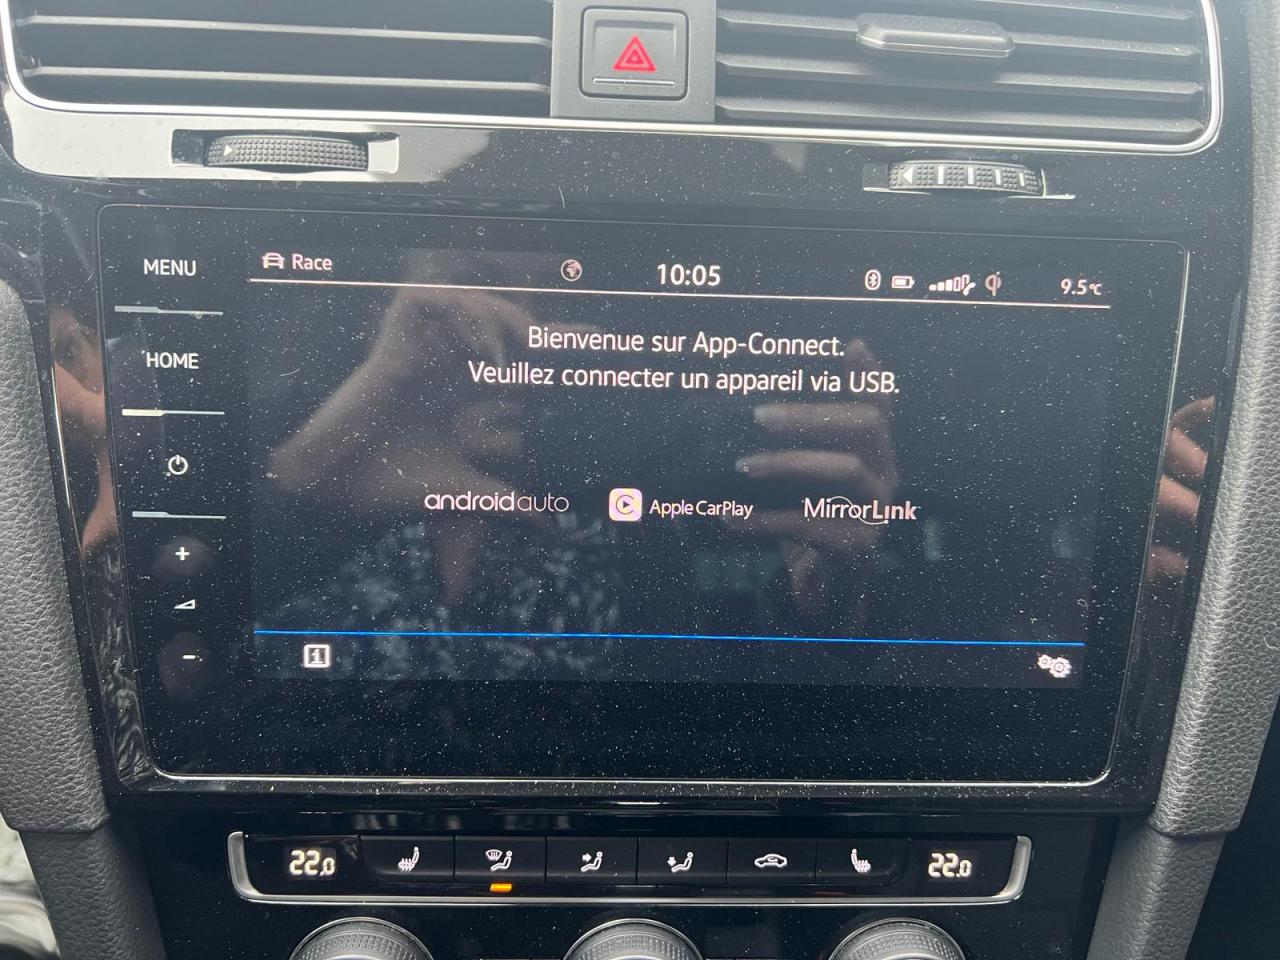 MENU
Race
10:05
9.5°C
HOME
Bienvenue sur App-Connect.
Veuillez connecter un appareil via USB.
androidauto
Apple CarPlay
MirrorLink
+
-
22.0
22.0